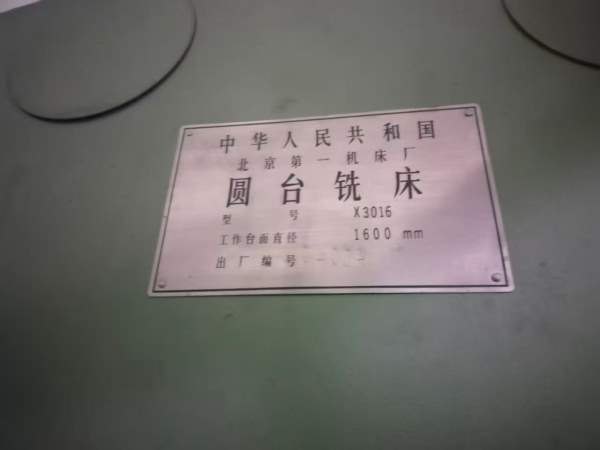 中华人民共和国
北京第一机床厂
圆台铣床
型号 X3016
工作台面直径 1600 mm
出厂编号